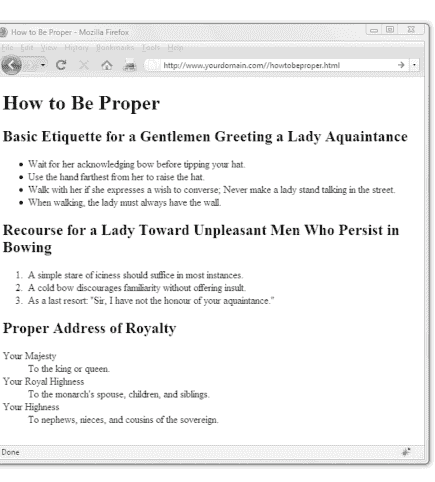 How to Be Proper - Mozilla Firefox
File Edit View History Bookmarks Tools Help
http://www.yourdomain.com//howtobeproper.html
How to Be Proper
Basic Etiquette for a Gentlemen Greeting a Lady Aquaintance
• Wait for her acknowledging bow before tipping your hat.
• Use the hand farthest from her to raise the hat.
• Walk with her if she expresses a wish to converse; Never make a lady stand talking in the street.
• When walking, the lady must always have the wall.
Recourse for a Lady Toward Unpleasant Men Who Persist in
Bowing
1. A simple stare of iciness should suffice in most instances.
2. A cold bow discourages familiarity without offering insult.
3. As a last resort: "Sir, I have not the honour of your aquaintance."
Proper Address of Royalty
Your Majesty
To the king or queen.
Your Royal Highness
To the monarch's spouse, children, and siblings.
Your Highness
To nephews, nieces, and cousins of the sovereign.
Done